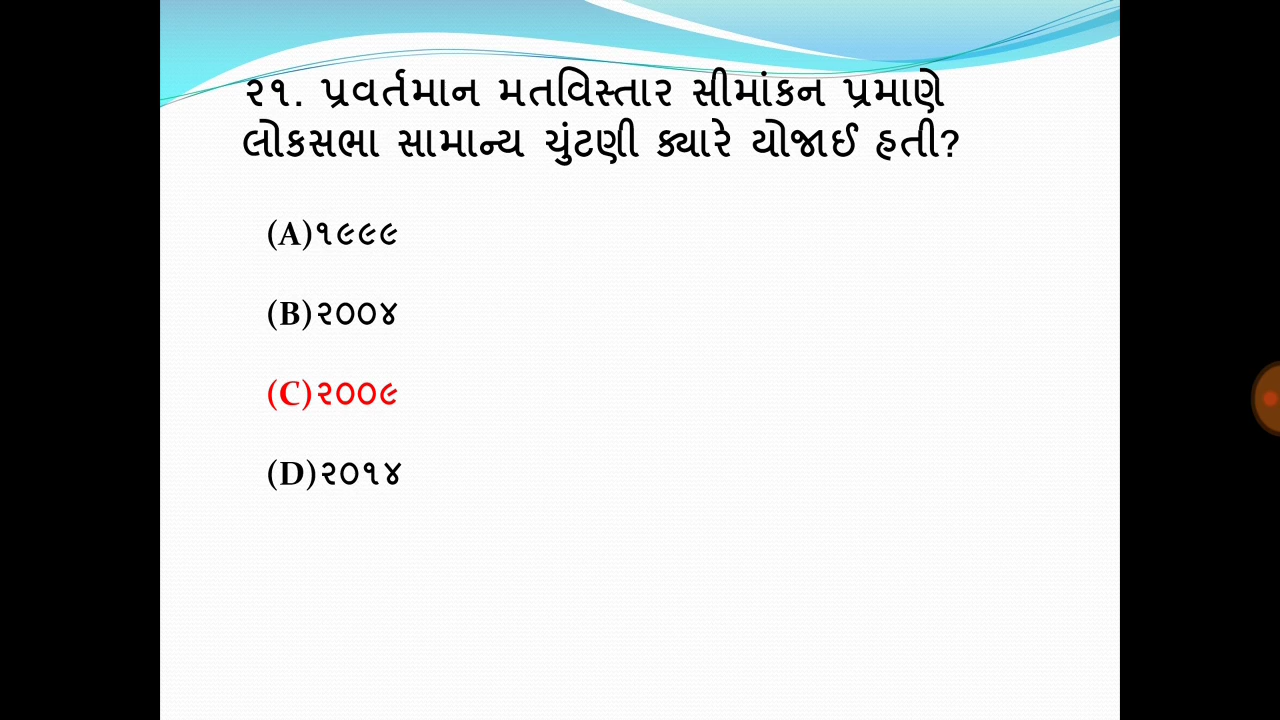 ૨૧. પ્રવર્તમાન મતવિસ્તાર સીમાંકન પ્રમાણે
લોકસભા સામાન્ય ચુંટણી ક્યારે યોજાઈ હતી?
(A)૧૯૯૯
(B)૨૦૦૪
(C)૨૦૦૯
(D)૨૦૧૪